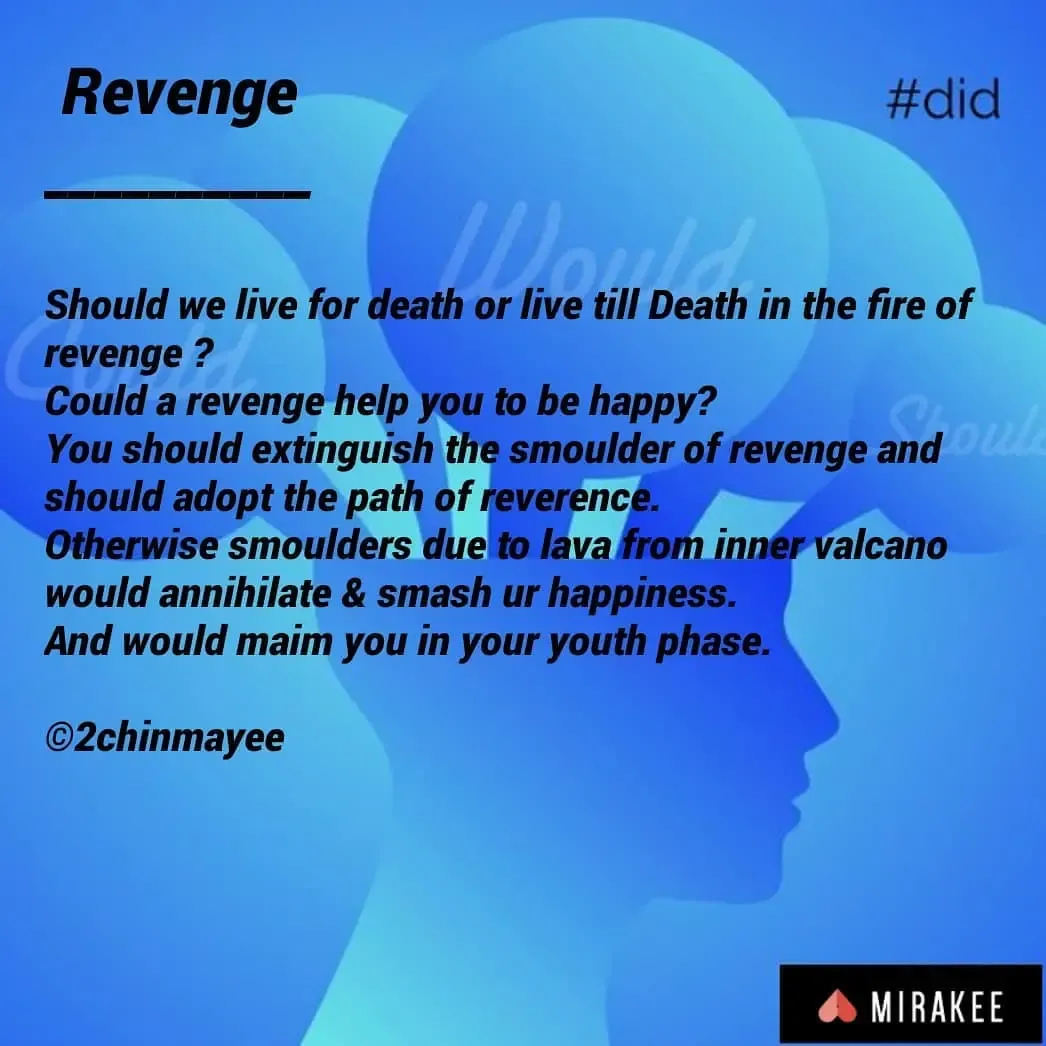 Revenge
#did
Would
Could
Should
Should we live for death or live till Death in the fire of
revenge ?
Could a revenge help you to be happy?
You should extinguish the smoulder of revenge and
should adopt the path of reverence.
Otherwise smoulders due to lava from inner valcano
would annihilate & smash ur happiness.
And would maim you in your youth phase.
©2chinmayee
MIRAKEE